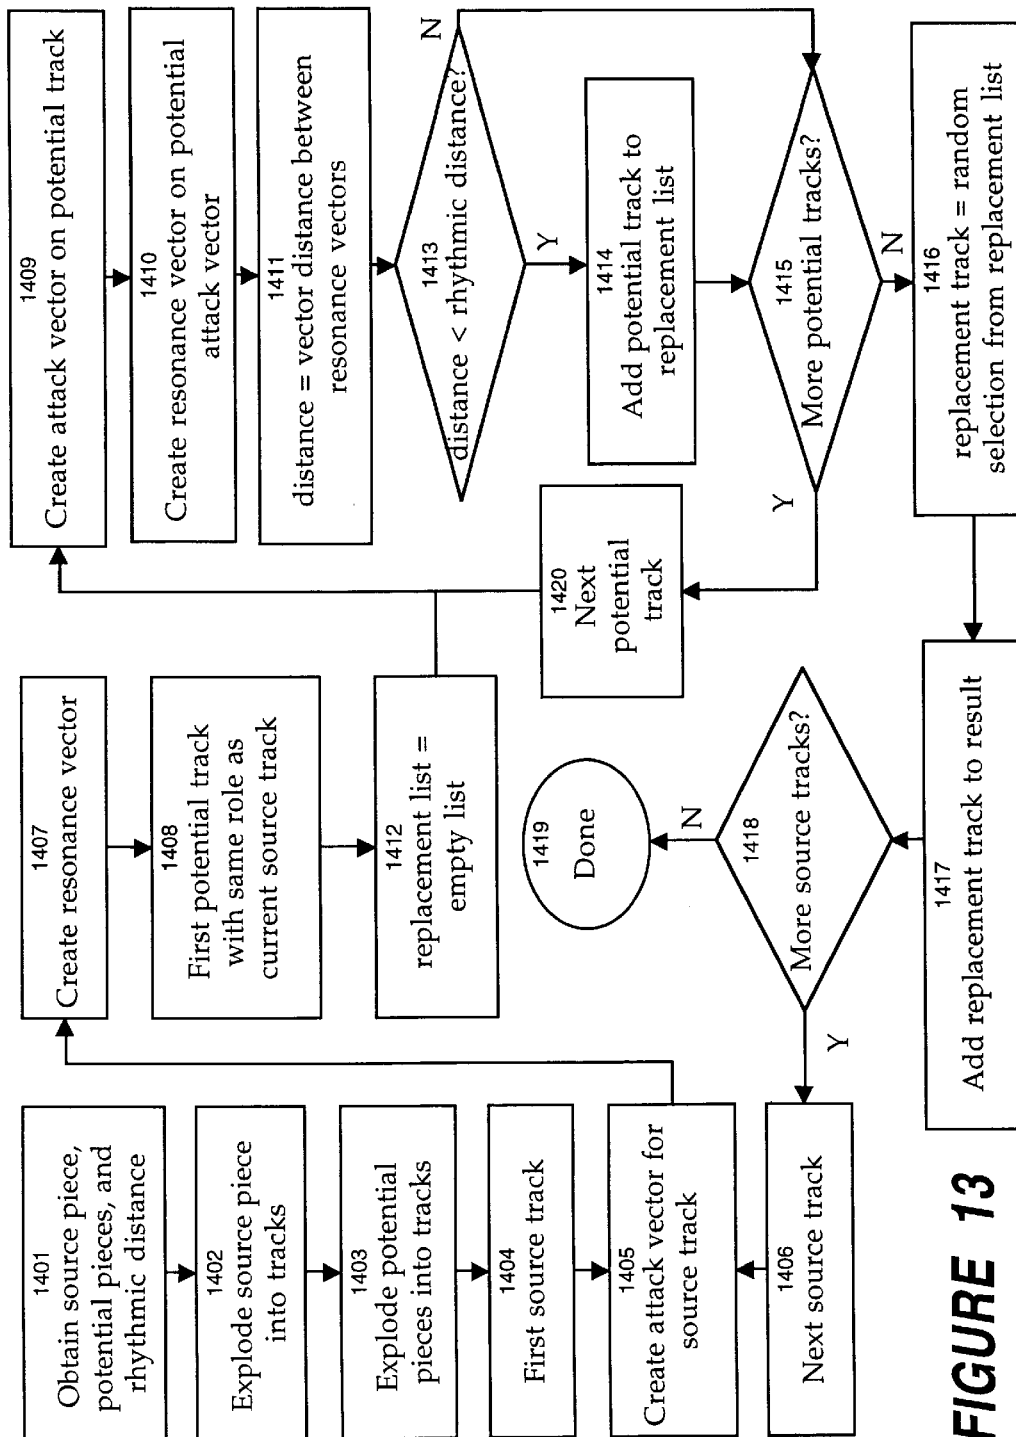 1401
Obtain source piece,
potential pieces, and
rhythmic distance
1402
Explode source piece
into tracks
1403
Explode potential
pieces into tracks
1404
First source track
1405
Create attack vector for
source track
1406
Next source track
1407
Create resonance vector
1408
First potential track
with same role as
current source track
1412
replacement list =
empty list
1419
Done
N
1418
More source tracks?
Y
1417
Add replacement track to result
1409
Create attack vector on potential track
1410
Create resonance vector on potential
attack vector
1411
distance = vector distance between
resonance vectors
1413
distance < rhythmic distance?
N
Y
1414
Add potential track to
replacement list
1420
Next
potential
track
1415
More potential tracks?
Y
N
1416
replacement track = random
selection from replacement list
FIGURE 13